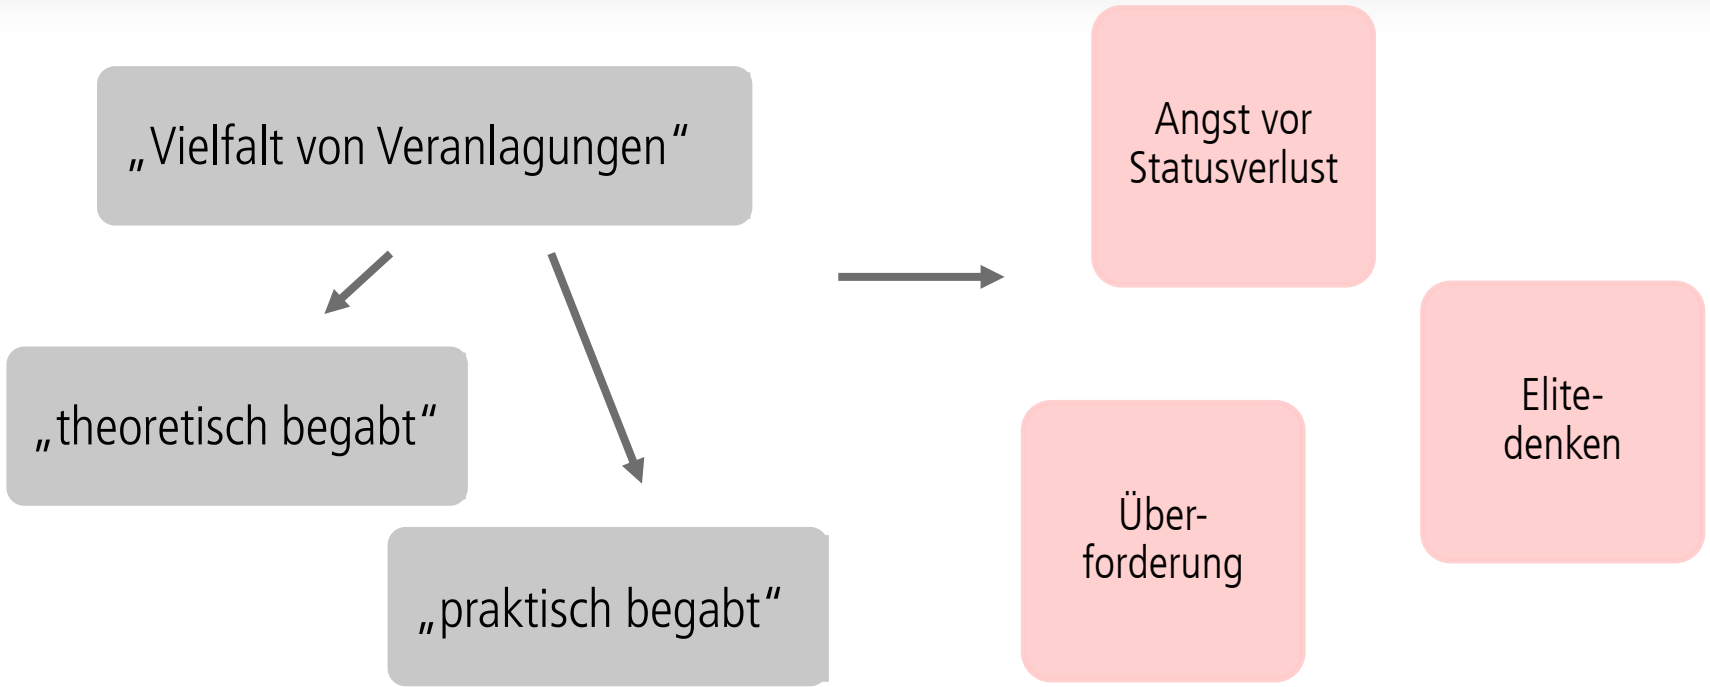 „Vielfalt von Veranlagungen“
„theoretisch begabt“
„praktisch begabt“
Angst vor
Statusverlust
Elite-
denken
Über-
forderung